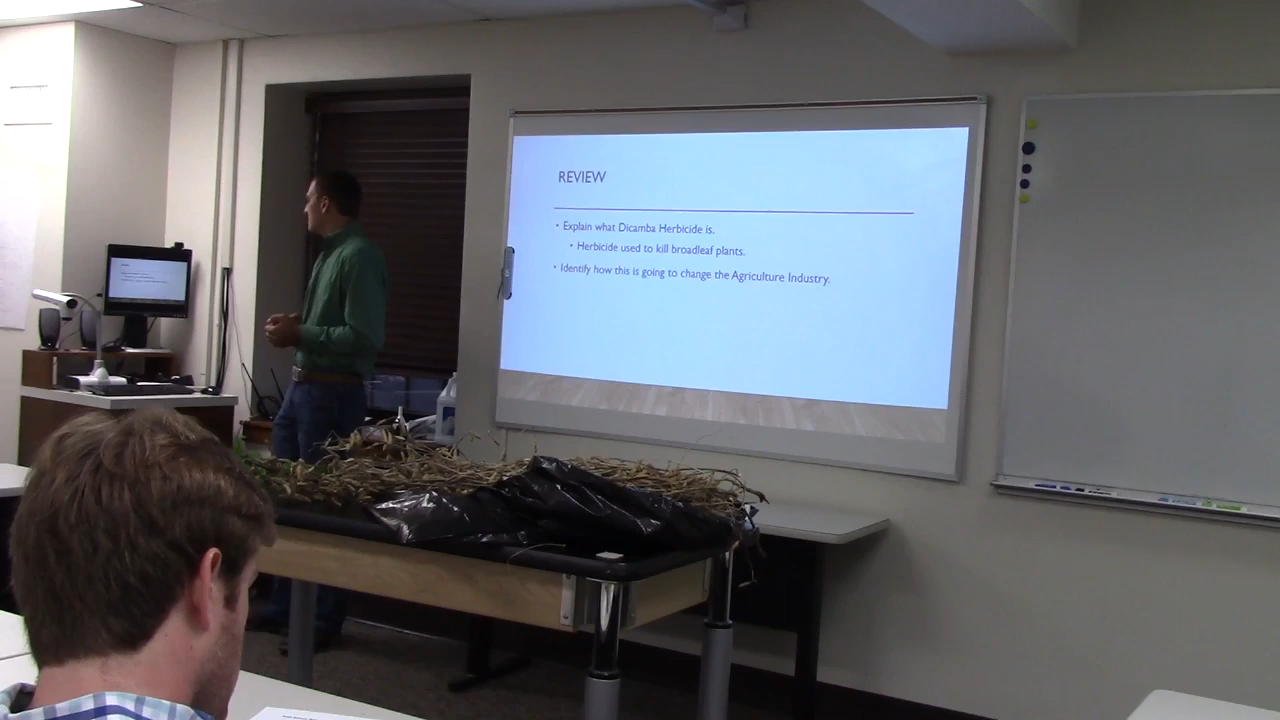 REVIEW
• Explain what Dicamba Herbicide is.
• Herbicide used to kill broadleaf plants.
• Identify how this is going to change the Agriculture Industry.